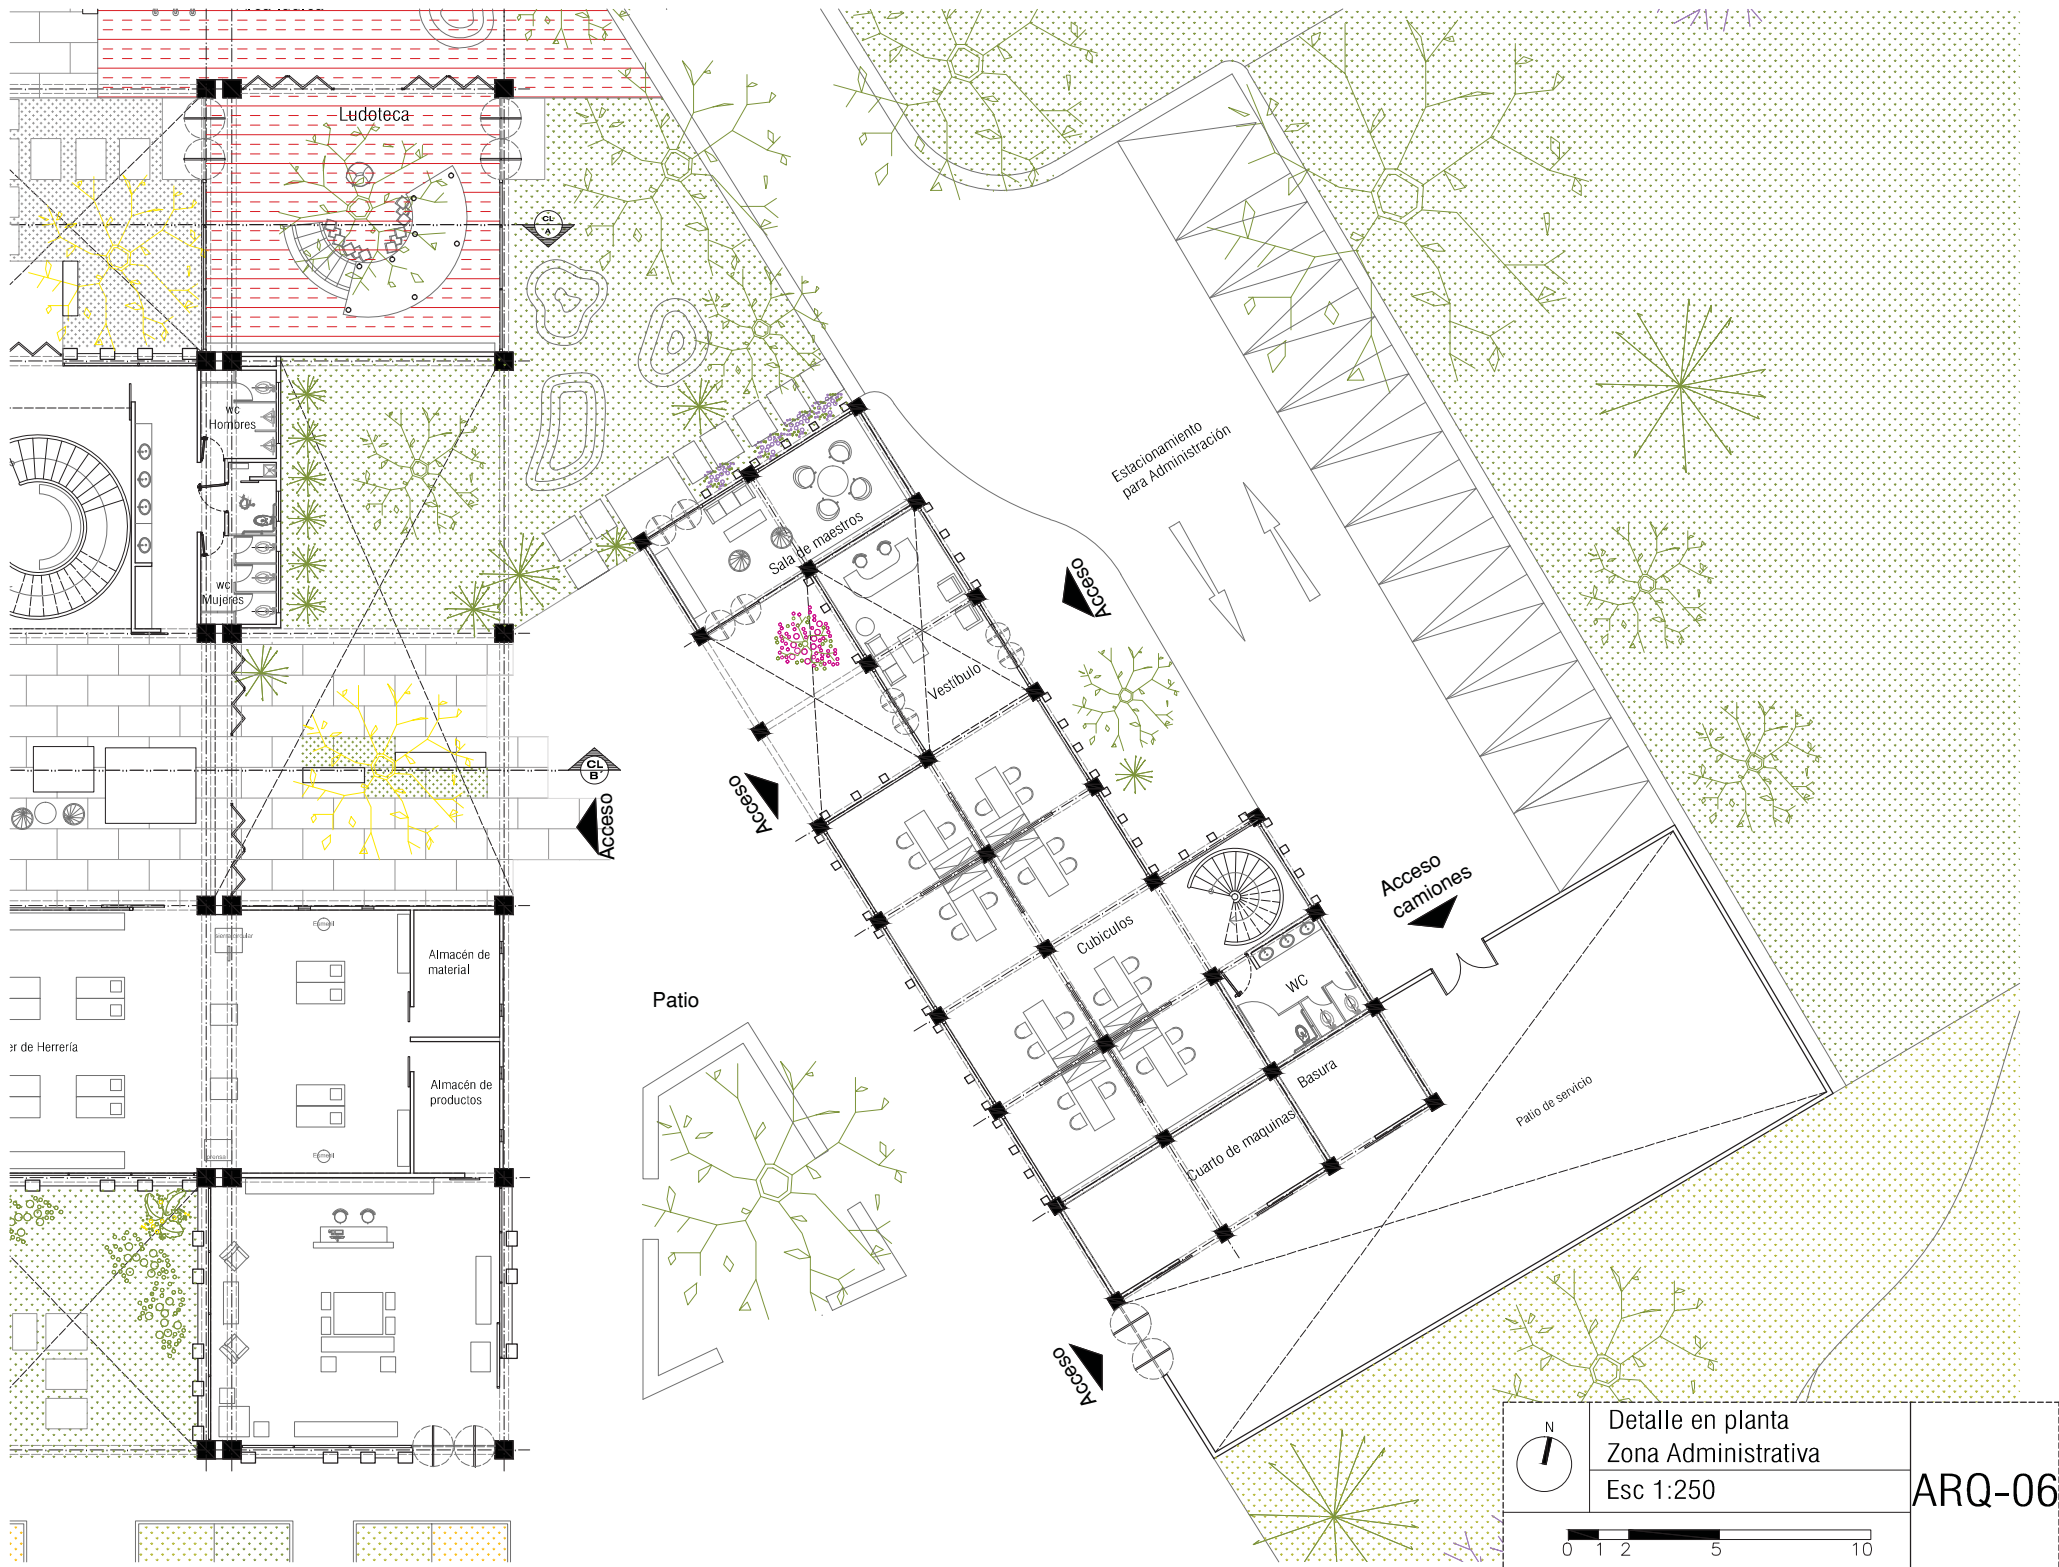 Ludoteca
CL
A'
wc
Hombres
wc
Mujeres
Estacionamiento
para Administración
Sala de maestros
Acceso
Vestíbulo
CL
B'
Acceso
Acceso
Acceso
camiones
Cubiculos
WC
Almacén de
material
Patio
er de Herrería
Almacén de
productos
Basura
Cuarto de maquinas
Patio de servicio
Acceso
N
Detalle en planta
Zona Administrativa
Esc 1:250
ARQ-06
0 1 2 5 10